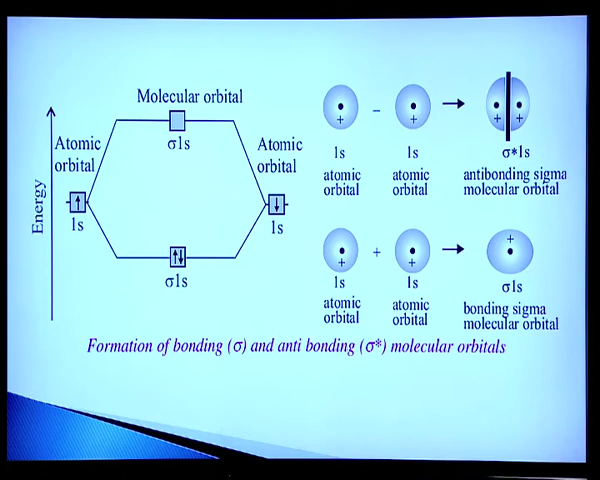 Molecular orbital
σ1s
Atomic
orbital
Atomic
orbital
Energy
1s
1s
σ1s
+ − + → + +
1s 1s σ*1s
atomic
orbital
atomic
orbital
antibonding sigma
molecular orbital
+ + + → +
1s 1s σ1s
atomic
orbital
atomic
orbital
bonding sigma
molecular orbital
Formation of bonding (σ) and anti bonding (σ*) molecular orbitals